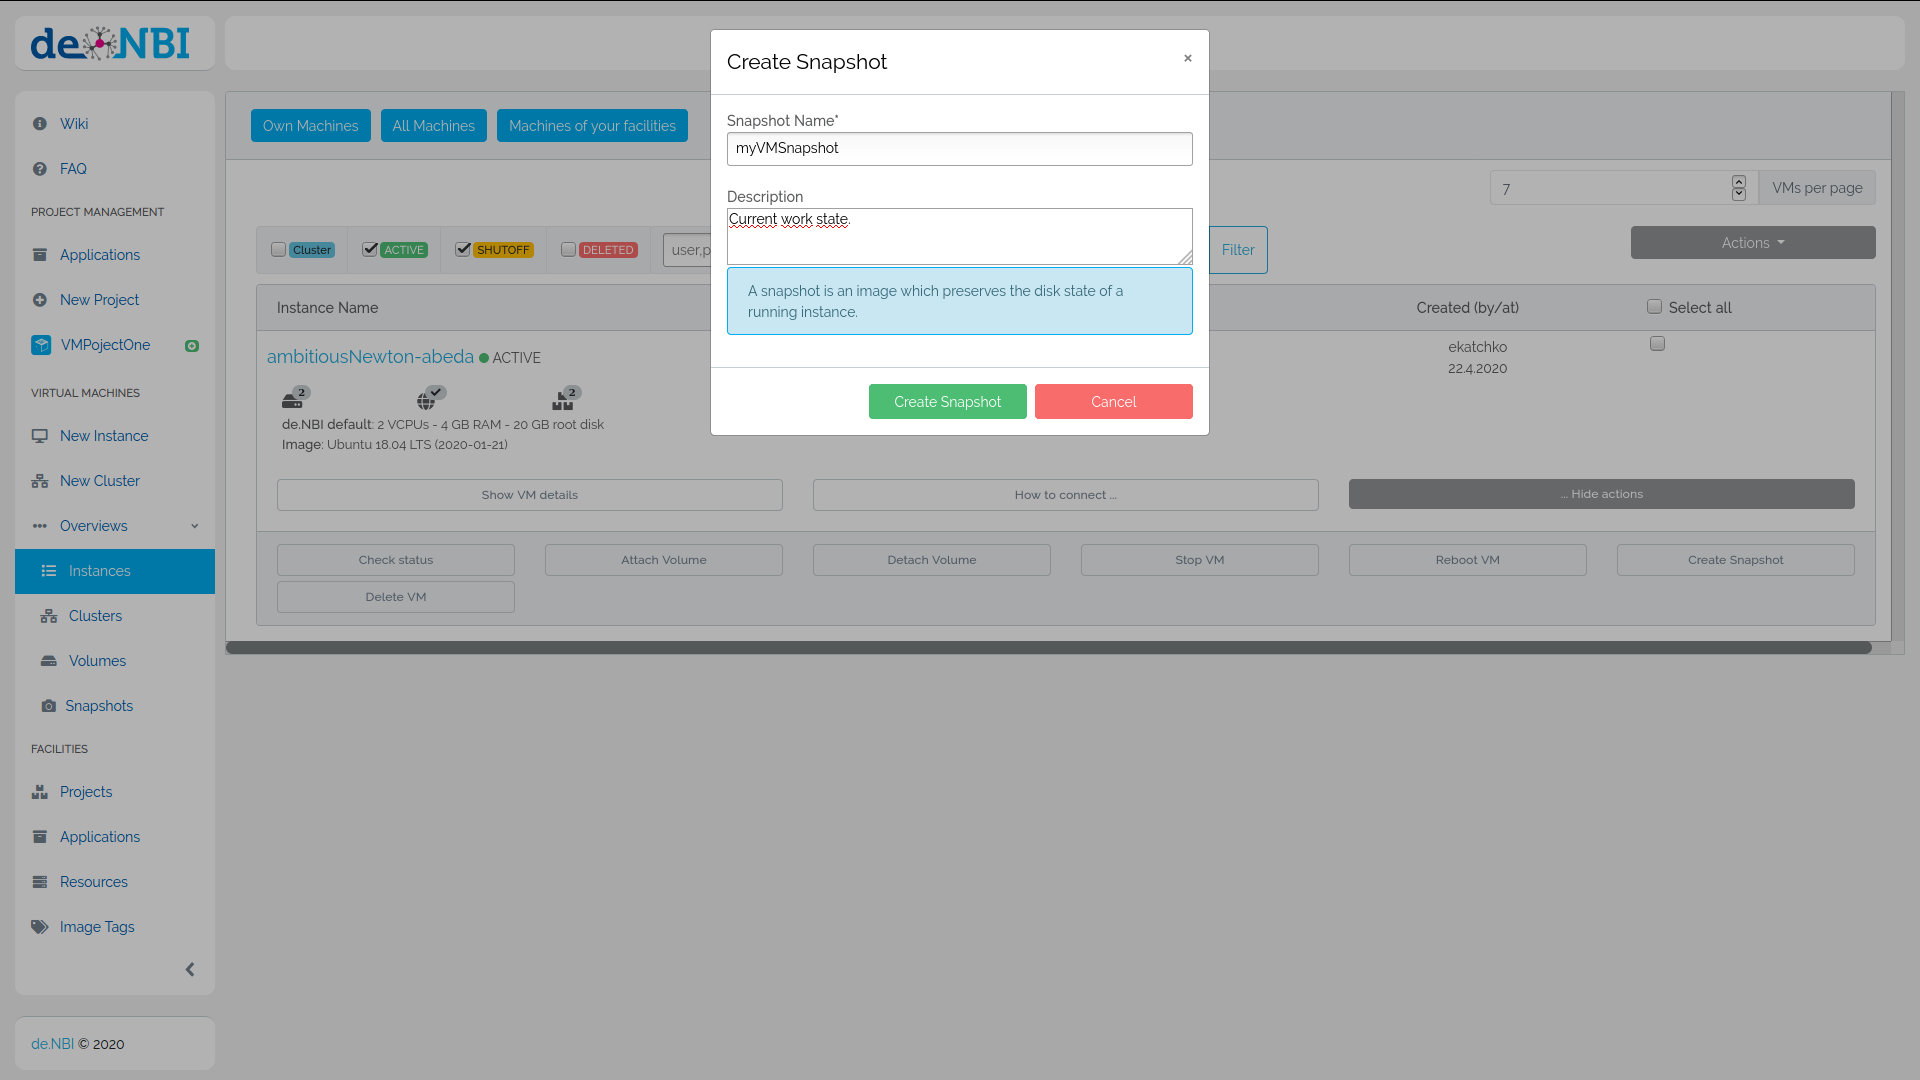 de.NBI
Wiki
FAQ
PROJECT MANAGEMENT
Applications
New Project
VMPojectOne
VIRTUAL MACHINES
New Instance
New Cluster
Overviews
Instances
Clusters
Volumes
Snapshots
FACILITIES
Projects
Applications
Resources
Image Tags
de.NBI © 2020
Own Machines
All Machines
Machines of your facilities
7
VMs per page
Cluster
ACTIVE
SHUTOFF
DELETED
user,p
Filter
Actions
Instance Name
Created (by/at)
Select all
ambitiousNewton-abeda
ACTIVE
ekatchko
22.4.2020
2
2
de.NBI default: 2 VCPUs - 4 GB RAM - 20 GB root disk
Image: Ubuntu 18.04 LTS (2020-01-21)
Show VM details
How to connect ...
... Hide actions
Check status
Attach Volume
Detach Volume
Stop VM
Reboot VM
Create Snapshot
Delete VM
Create Snapshot
×
Snapshot Name*
myVMSnapshot
Description
Current work state.
A snapshot is an image which preserves the disk state of a
running instance.
Create Snapshot
Cancel